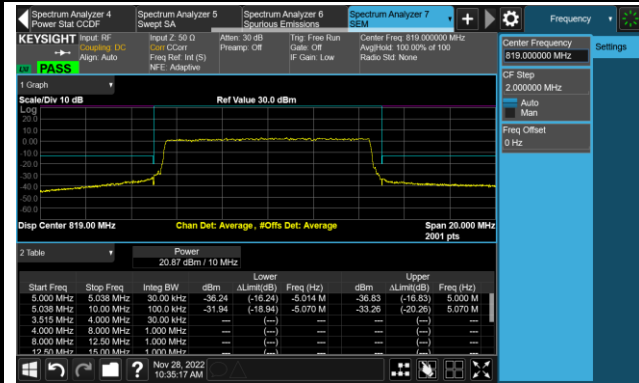 Spectrum Analyzer 4
Power Stat CCDF
Spectrum Analyzer 5
Swept SA
Spectrum Analyzer 6
Spurious Emissions
Spectrum Analyzer 7
SEM
Frequency
KEYSIGHT
PASS
Input: RF
Coupling: DC
Align: Auto
Input Z: 50 Ω
Corr CCorr
Freq Ref: Int (S)
NFE: Adaptive
Atten: 30 dB
Preamp: Off
Trig: Free Run
Gate: Off
IF Gain: Low
Center Freq: 819.000000 MHz
Avg|Hold: 100.00% of 100
Radio Std: None
Center Frequency
819.000000 MHz
Settings
CF Step
2.000000 MHz
Auto
Man
Freq Offset
0 Hz
1 Graph
Scale/Div 10 dB
Ref Value 30.0 dBm
Log
20.0
10.0
0.00
-10.0
-20.0
-30.0
-40.0
-50.0
-60.0
Disp Center 819.00 MHz
Chan Det: Average, #Offs Det: Average
Span 20.000 MHz
2001 pts
2 Table
Power
20.87 dBm / 10 MHz
Lower Upper
Start Freq Stop Freq Integ BW dBm ΔLimit(dB) Freq (Hz) dBm ΔLimit(dB) Freq (Hz)
5.000 MHz 5.038 MHz 30.00 kHz -36.24 (-16.24) -5.014 M -36.83 (-16.83) 5.000 M
5.038 MHz 10.00 MHz 100.0 kHz -31.94 (-18.94) -5.070 M -33.26 (-20.26) 5.070 M
3.515 MHz 4.000 MHz 30.00 kHz --- (---) --- --- (---) ---
4.000 MHz 8.000 MHz 1.000 MHz --- (---) --- --- (---) ---
8.000 MHz 12.50 MHz 1.000 MHz --- (---) --- --- (---) ---
12.50 MHz 15.00 MHz 1.000 MHz --- (---) --- --- (---) ---
?
Nov 28, 2022
10:35:17 AM